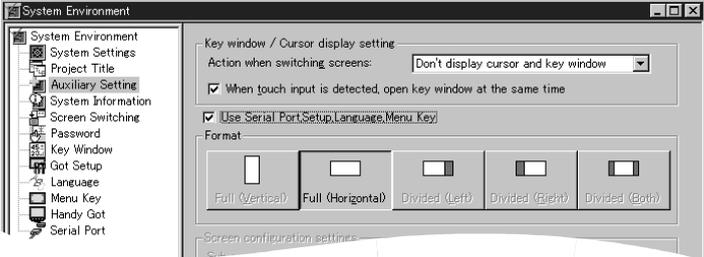 System Environment
System Environment
System Settings
Project Title
Auxiliary Setting
System Information
Screen Switching
Password
Key Window
Got Setup
Language
Menu Key
Handy Got
Serial Port
Key window / Cursor display setting
Action when switching screens: Don't display cursor and key window
When touch input is detected, open key window at the same time
Use Serial Port,Setup,Language,Menu Key
Format
Full (Vertical) Full (Horizontal) Divided (Left) Divided (Right) Divided (Both)
Screen configuration settings